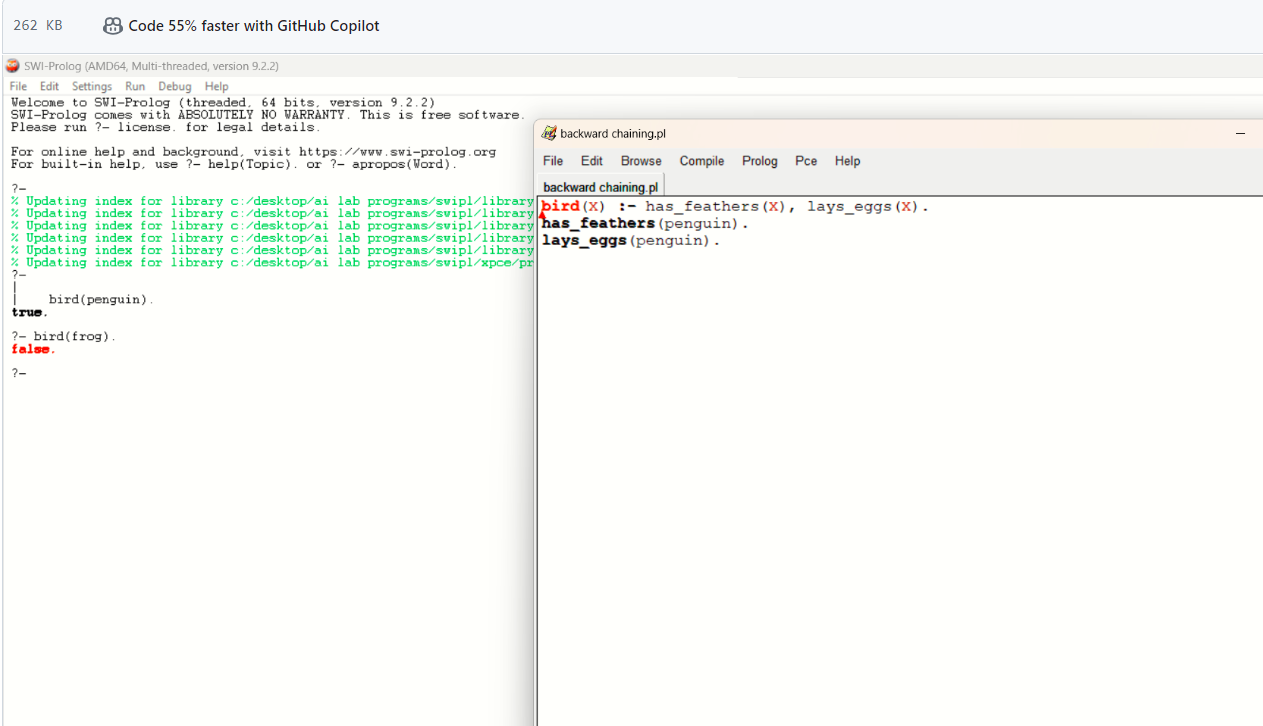 262 KB Code 55% faster with GitHub Copilot
SWI-Prolog (AMD64, Multi-threaded, version 9.2.2)
File Edit Settings Run Debug Help
Welcome to SWI-Prolog (threaded, 64 bits, version 9.2.2)
SWI-Prolog comes with ABSOLUTELY NO WARRANTY. This is free software.
Please run ?- license. for legal details.
For online help and background, visit https://www.swi-prolog.org
For built-in help, use ?- help(Topic). or ?- apropos(Word).
?-
% Updating index for library c:/desktop/ai lab programs/swipl/library
% Updating index for library c:/desktop/ai lab programs/swipl/library
% Updating index for library c:/desktop/ai lab programs/swipl/library
% Updating index for library c:/desktop/ai lab programs/swipl/library
% Updating index for library c:/desktop/ai lab programs/swipl/library
% Updating index for library c:/desktop/ai lab programs/swipl/xpce/pr
?-
|
| bird(penguin).
true.
?- bird(frog).
false.
?-
backward chaining.pl
File Edit Browse Compile Prolog Pce Help
backward chaining.pl
bird(X) :- has_feathers(X), lays_eggs(X).
has_feathers(penguin).
lays_eggs(penguin).